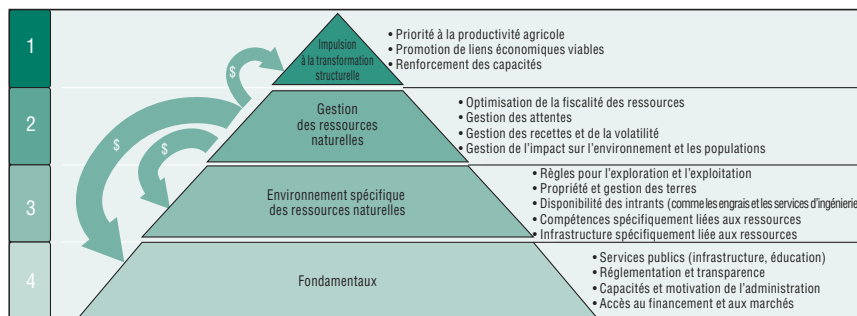 1
Impulsion
à la transformation
structurelle
• Priorité à la productivité agricole
• Promotion de liens économiques viables
• Renforcement des capacités
$
2
Gestion
des ressources
naturelles
• Optimisation de la fiscalité des ressources
• Gestion des attentes
• Gestion des recettes et de la volatilité
• Gestion de l'impact sur l'environnement et les populations
$
$
3
Environnement spécifique
des ressources naturelles
• Règles pour l'exploration et l'exploitation
• Propriété et gestion des terres
• Disponibilité des intrants (comme les engrais et les services d'ingénierie
• Compétences spécifiquement liées aux ressources
• Infrastructure spécifiquement liée aux ressources
4
Fondamentaux
• Services publics (infrastructure, éducation)
• Réglementation et transparence
• Capacités et motivation de l'administration
• Accès au financement et aux marchés